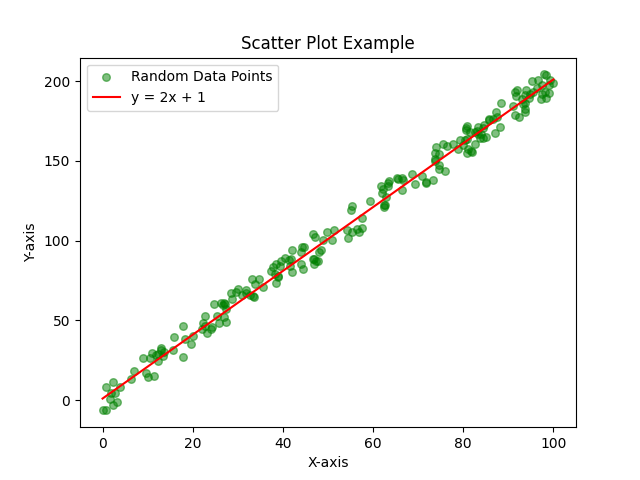 Scatter Plot Example
Random Data Points
y = 2x + 1
Y-axis
200
150
100
50
0
0 20 40 60 80 100
X-axis